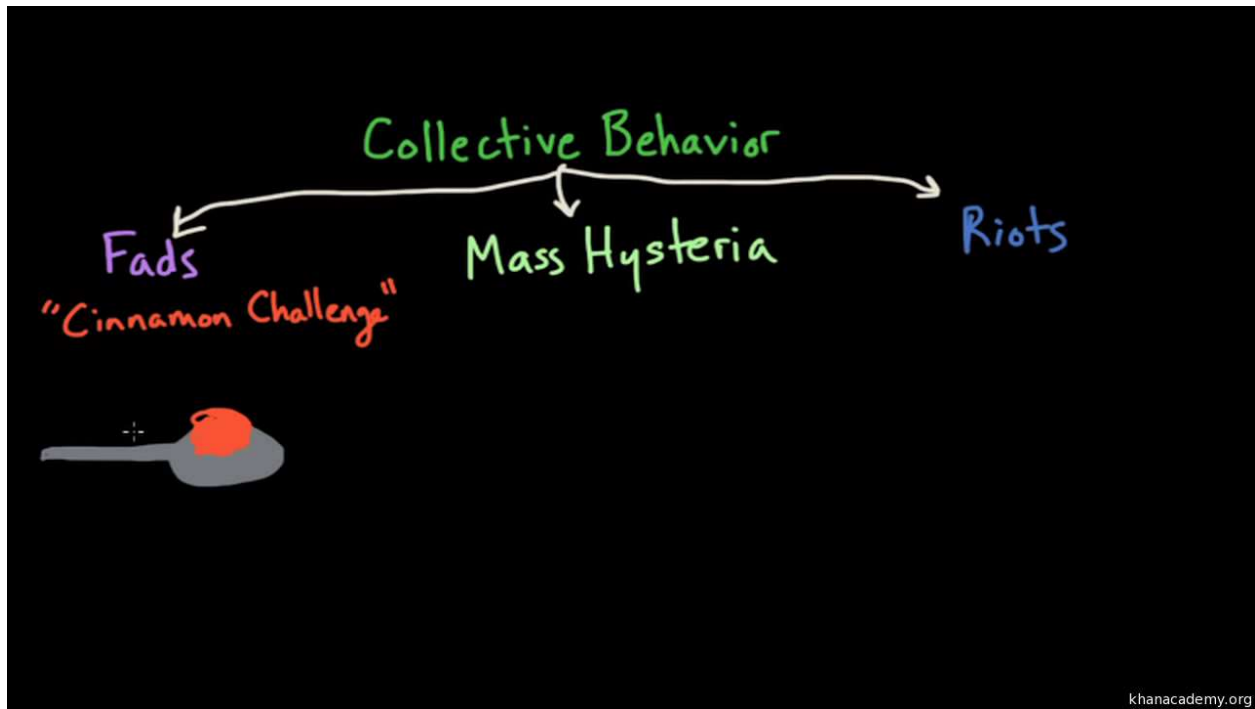 Collective Behavior
Fads
Mass Hysteria
Riots
"Cinnamon Challenge"
khanacademy.org